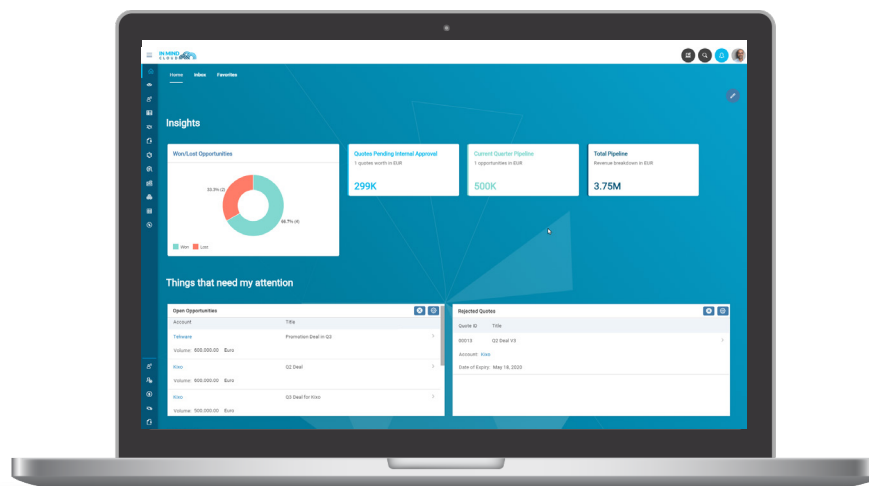 IN MIND
CLOUD
Home Inbox Favorites
Insights
Won/Lost Opportunities
33.3% (2)
66.7% (4)
Won Lost
Quotes Pending Internal Approval
1 quotes worth in EUR
299K
Current Quarter Pipeline
1 opportunities in EUR
500K
Total Pipeline
Revenue Breakdown in EUR
3.75M
Things that need my attention
Open Opportunities
Account Title
Teleware Promotion Deal in Q3
Volume: 600.000.00 Euro
Kixo Q2 Deal
Volume: 600.000.00 Euro
Kixo Q3 Deal for Kixo
Volume: 500.000.00 Euro
Rejected Quotes
Quote ID Title
00010 Q2 Deal V3
Account: Kixo
Date of Expiry: May 18, 2020